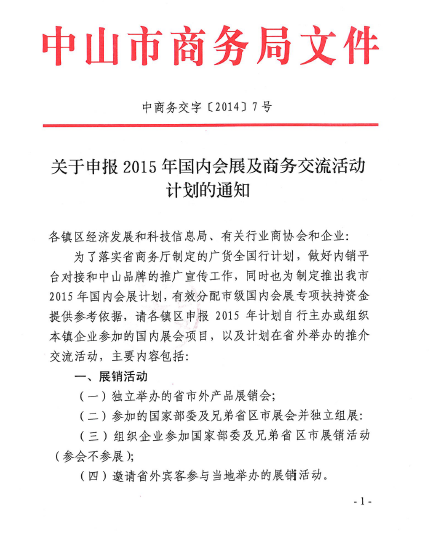 中山市商务局文件
中商务交字〔2014〕7号
关于申报 2015 年国内会展及商务交流活动
计划的通知
各镇区经济发展和科技信息局、有关行业商协会和企业：
为了落实省商务厅制定的广货全国行计划，做好内销平
台对接和中山品牌的推广宣传工作，同时也为制定推出我市
2015 年国内会展计划，有效分配市级国内会展专项扶持资金
提供参考依据，请各镇区申报 2015 年计划自行主办或组织
本镇企业参加的国内展会项目，以及计划在省外举办的推介
交流活动，主要内容包括：
一、展销活动
（一）独立举办的省市外产品展销会；
（二）参加的国家部委及兄弟省区市展会并独立组展；
（三）组织企业参加国家部委及兄弟省区市展销活动
（参会不参展）；
（四）邀请省外宾客参与当地举办的展销活动。
- 1 -